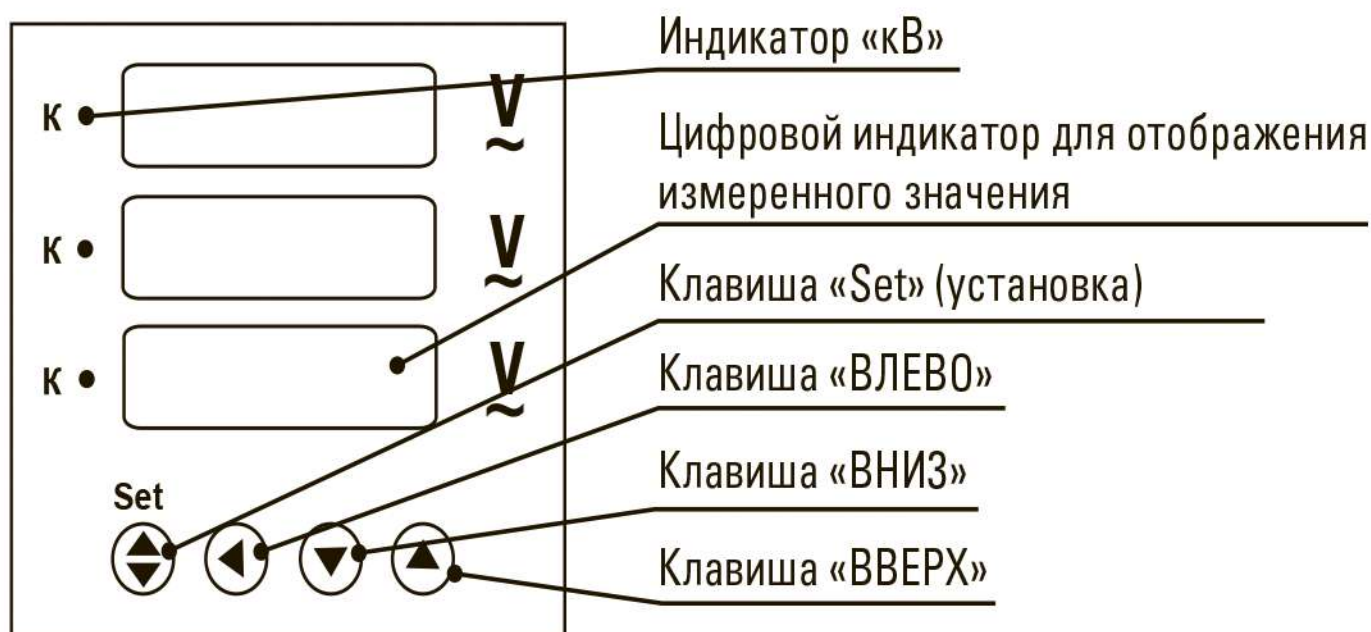 Индикатор «кВ»
К V
~
Цифровой индикатор для отображения
измеренного значения
К V
~
Клавиша «Set» (установка)
К V
~
Клавиша «ВЛЕВО»
Клавиша «ВНИЗ»
Set
Клавиша «ВВЕРХ»